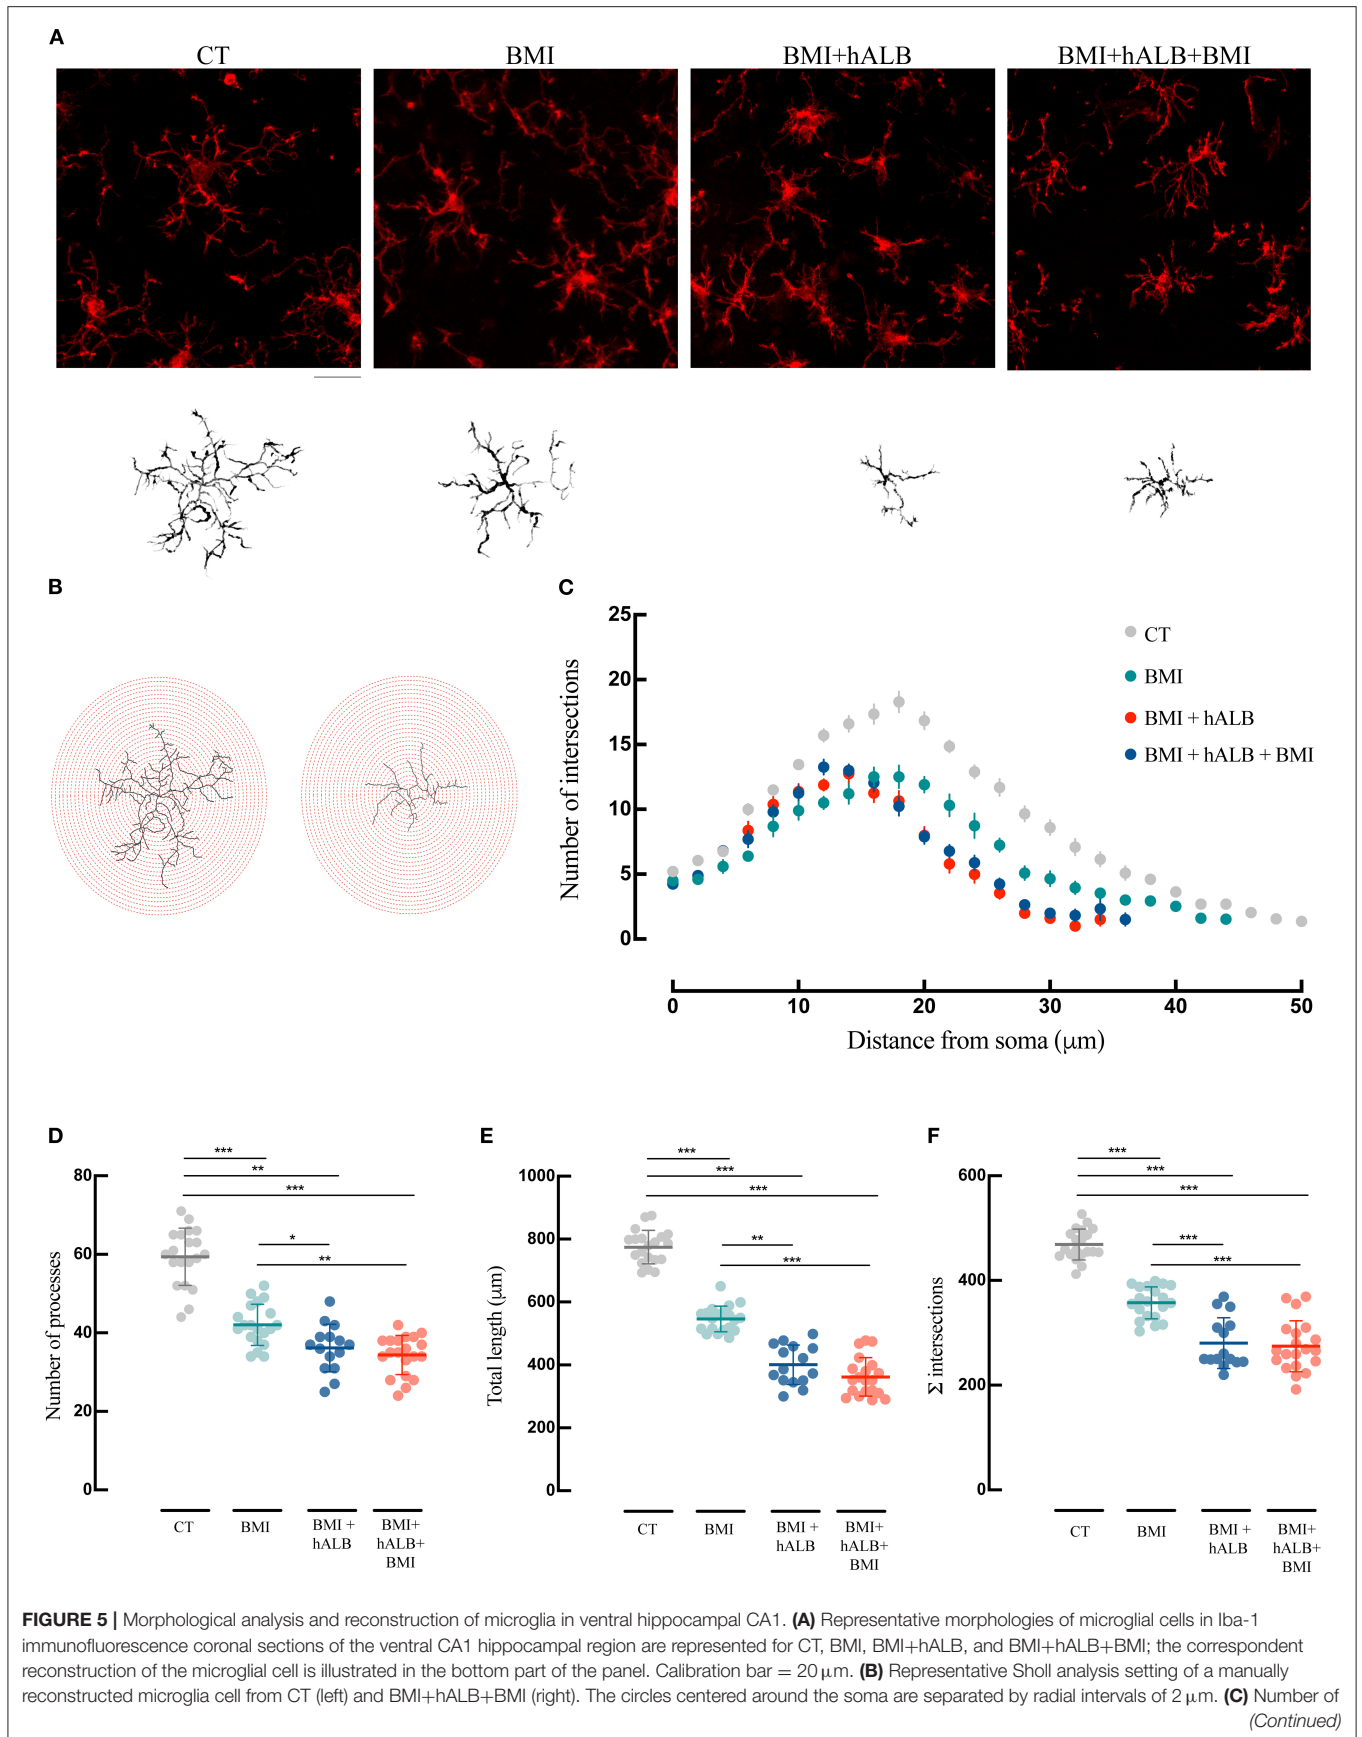 A
CT
BMI
BMI+hALB
BMI+hALB+BMI
B
C
25
20
15
10
5
0
Number of intersections
CT
BMI
BMI + hALB
BMI + hALB + BMI
0
10
20
30
40
50
Distance from soma (μm)
D
***
**
***
*
**
80
60
40
20
0
Number of processes
CT
BMI
BMI +
hALB
BMI+
hALB+
BMI
E
***
***
***
**
***
1000
800
600
400
200
0
Total length (μm)
CT
BMI
BMI +
hALB
BMI+
hALB+
BMI
F
***
***
***
***
***
600
400
200
0
Σ intersections
CT
BMI
BMI +
hALB
BMI+
hALB+
BMI
FIGURE 5 | Morphological analysis and reconstruction of microglia in ventral hippocampal CA1. (A) Representative morphologies of microglial cells in Iba-1
immunofluorescence coronal sections of the ventral CA1 hippocampal region are represented for CT, BMI, BMI+hALB, and BMI+hALB+BMI; the correspondent
reconstruction of the microglial cell is illustrated in the bottom part of the panel. Calibration bar = 20 μm. (B) Representative Sholl analysis setting of a manually
reconstructed microglia cell from CT (left) and BMI+hALB+BMI (right). The circles centered around the soma are separated by radial intervals of 2 μm. (C) Number of
(Continued)